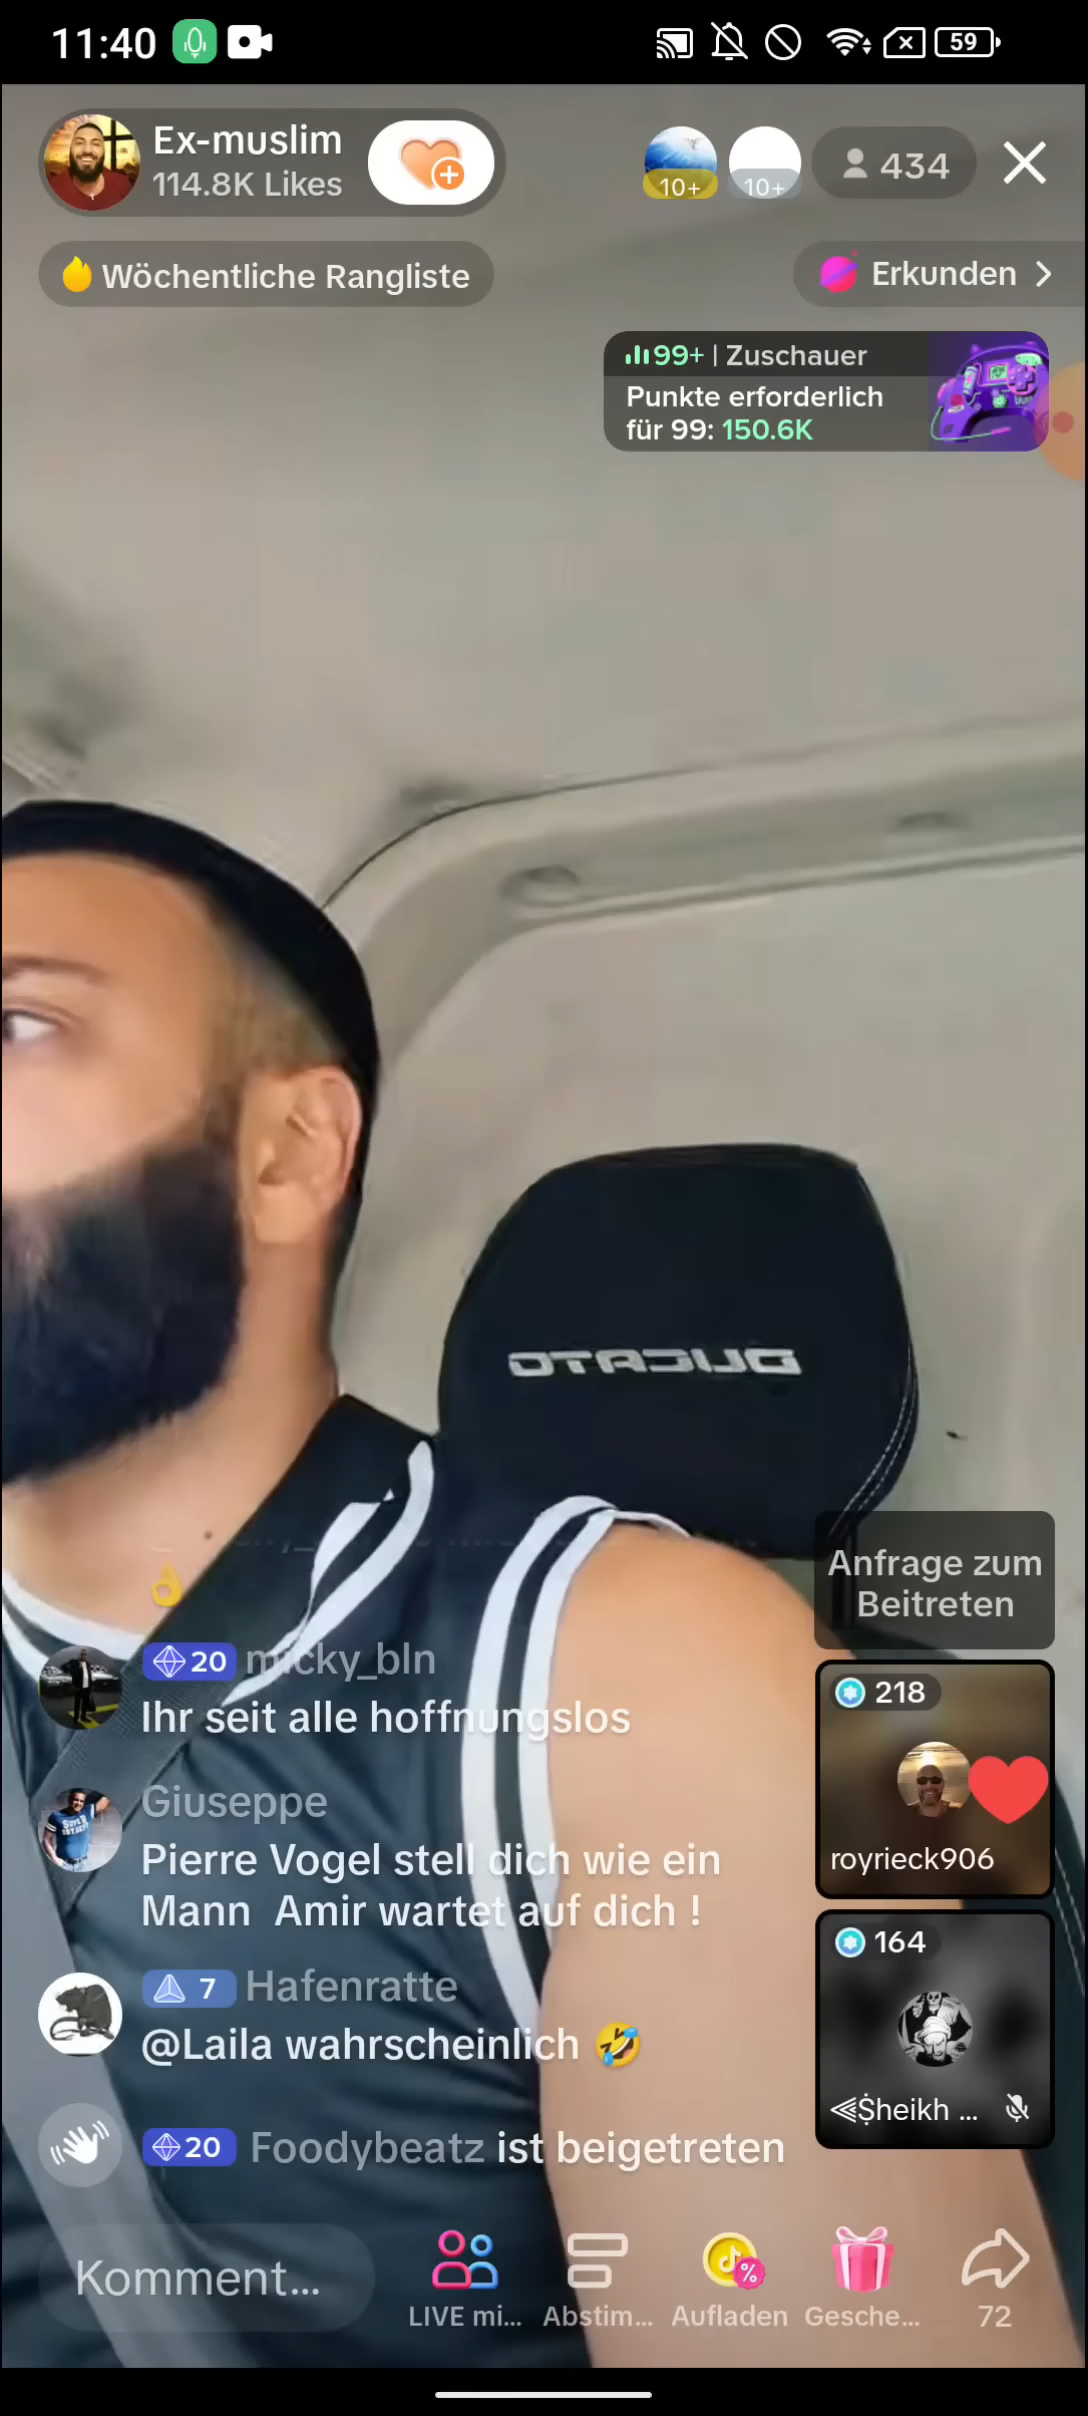 11:40
59
Ex-muslim
114.8K Likes
10+
10+
434
Wöchentliche Rangliste
Erkunden
99+ | Zuschauer
Punkte erforderlich
für 99: 150.6K
DUCATO
Anfrage zum
Beitreten
20 micky_bln
Ihr seit alle hoffnungslos
218
royrieck906
Giuseppe
Pierre Vogel stell dich wie ein
Mann Amir wartet auf dich !
164
Ṩheikh ...
7 Hafenratte
@Laila wahrscheinlich 🤣
20 Foodybeatz ist beigetreten
Komment...
LIVE mi...
Abstim...
Aufladen
Gesche...
72